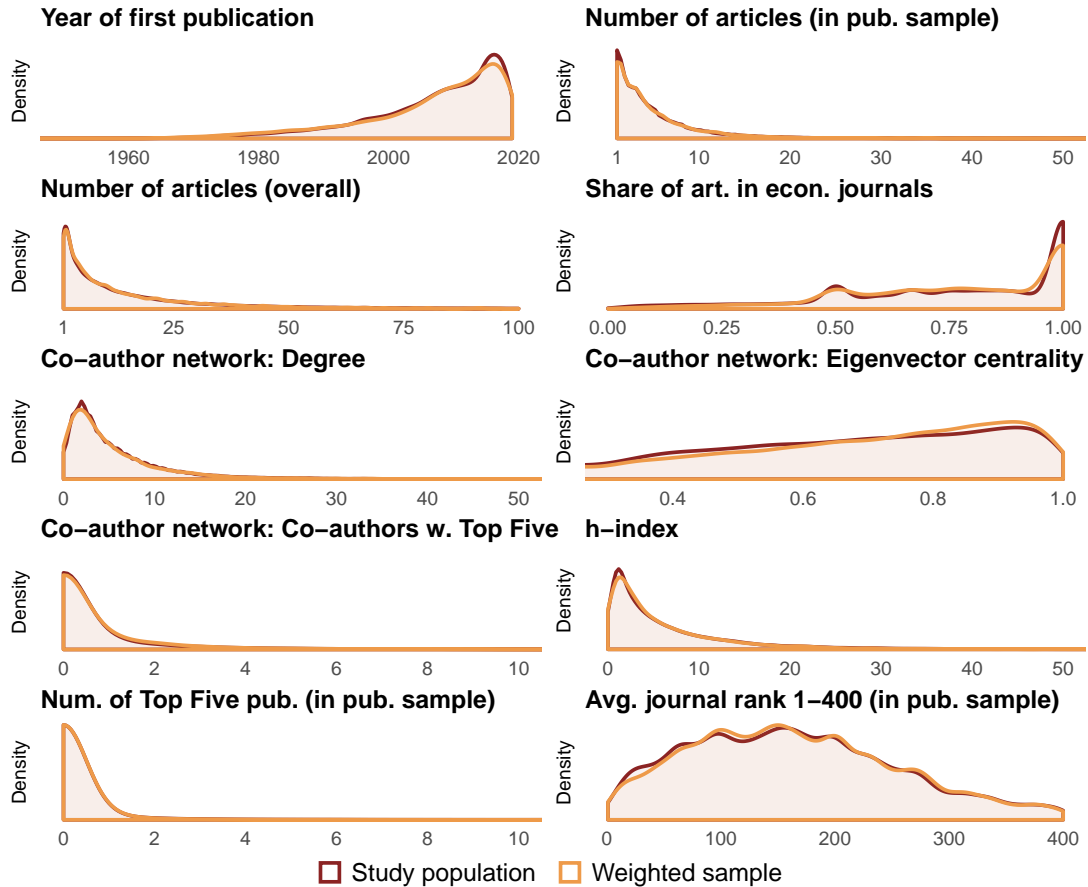 Year of first publication
Number of articles (in pub. sample)
Density
1960 1980 2000 2020
Density
1 10 20 30 40 50
Number of articles (overall)
Share of art. in econ. journals
Density
1 25 50 75 100
Density
0.00 0.25 0.50 0.75 1.00
Co−author network: Degree
Co−author network: Eigenvector centrality
Density
0 10 20 30 40 50
Density
0.4 0.6 0.8 1.0
Co−author network: Co−authors w. Top Five
h−index
Density
0 2 4 6 8 10
Density
0 10 20 30 40 50
Num. of Top Five pub. (in pub. sample)
Avg. journal rank 1−400 (in pub. sample)
Density
0 2 4 6 8 10
Density
0 100 200 300 400
Study population Weighted sample